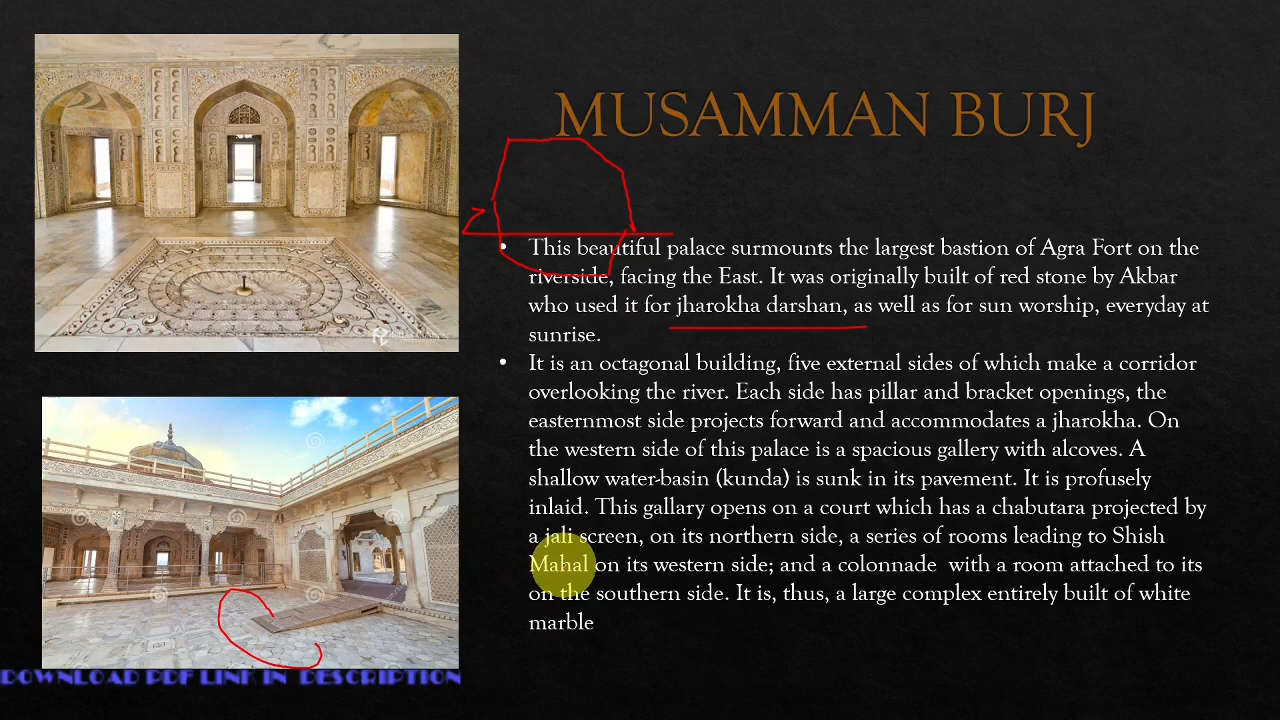 MUSAMMAN BURJ
• This beautiful palace surmounts the largest bastion of Agra Fort on the
riverside, facing the East. It was originally built of red stone by Akbar
who used it for jharokha darshan, as well as for sun worship, everyday at
sunrise.
• It is an octagonal building, five external sides of which make a corridor
overlooking the river. Each side has pillar and bracket openings, the
easternmost side projects forward and accommodates a jharokha. On
the western side of this palace is a spacious gallery with alcoves. A
shallow water-basin (kunda) is sunk in its pavement. It is profusely
inlaid. This gallary opens on a court which has a chabutara projected by
a jali screen, on its northern side, a series of rooms leading to Shish
Mahal on its western side; and a colonnade with a room attached to its
on the southern side. It is, thus, a large complex entirely built of white
marble
DOWNLOAD PDF LINK IN DESCRIPTION